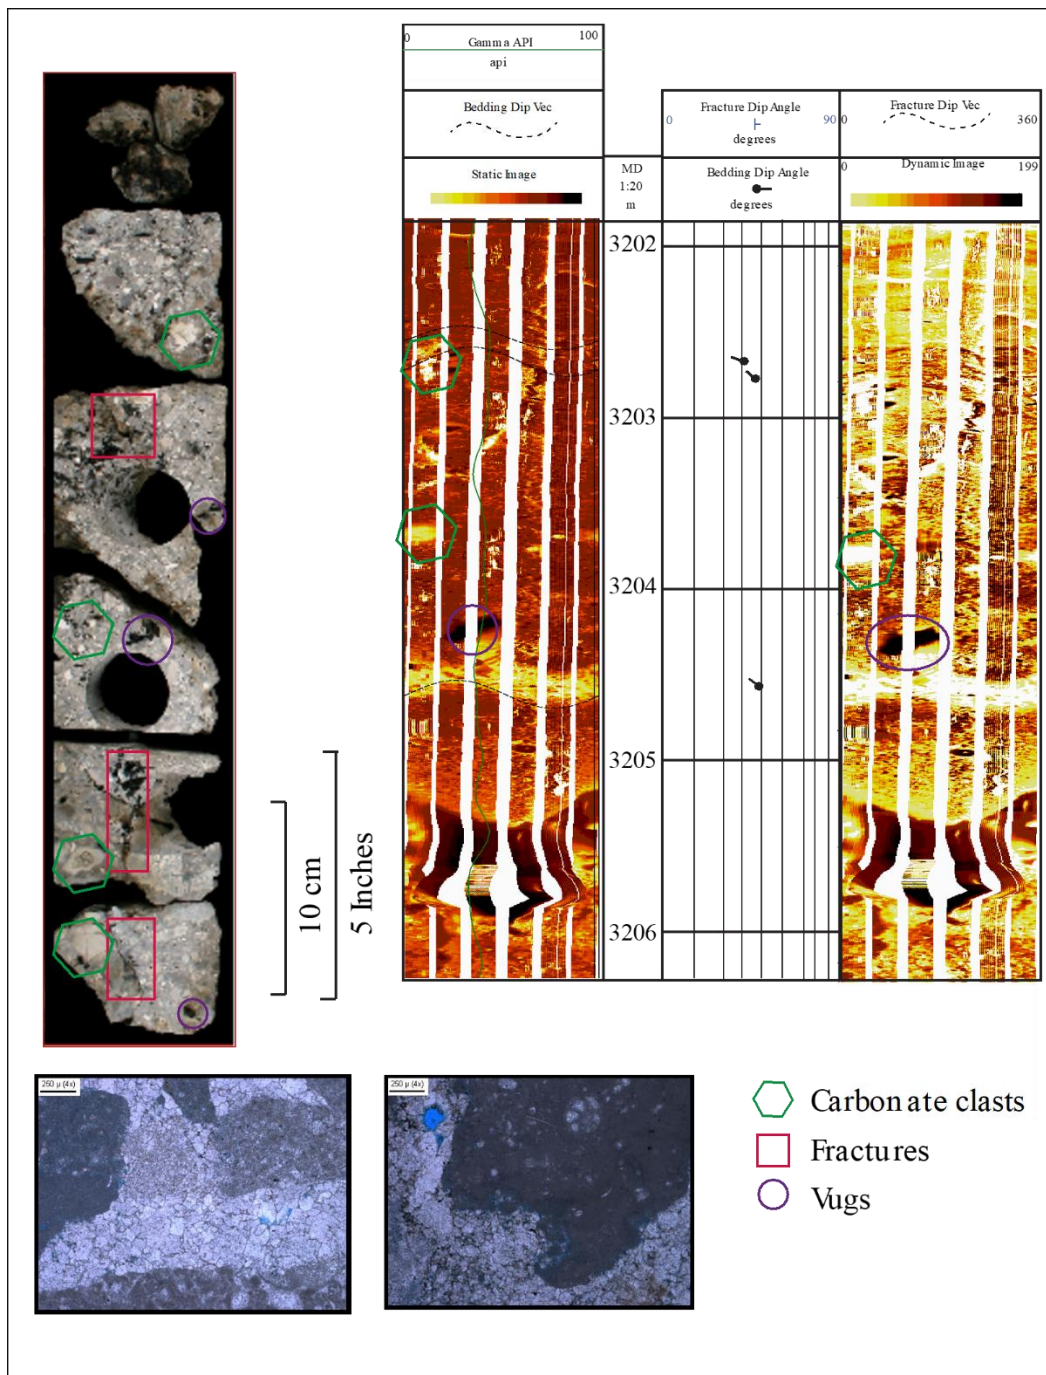 0 100
Gamma API
api
Bedding Dip Vec
Static Image
MD
1:20
m
0 Fracture Dip Angle 90
degrees
Bedding Dip Angle
degrees
0 Fracture Dip Vec 360
0 Dynamic Image 199
3202
3203
3204
3205
3206
10 cm
5 Inches
250 µ (4x)
250 µ (4x)
Carbonate clasts
Fractures
Vugs